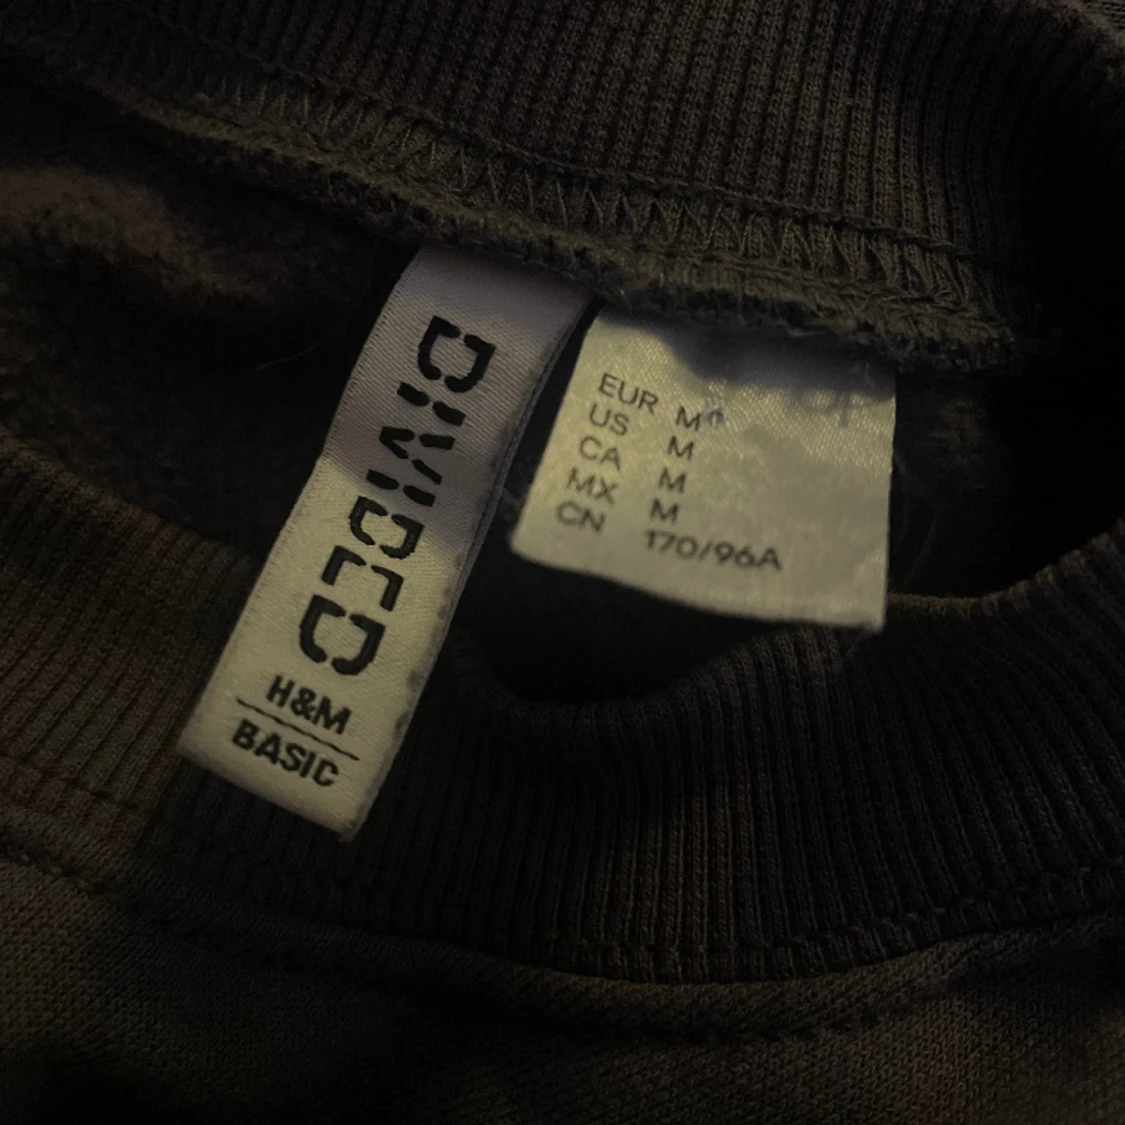 DIVIDED
H&M
BASIC
EUR M
US M
CA M
MX M
CN 170/96A